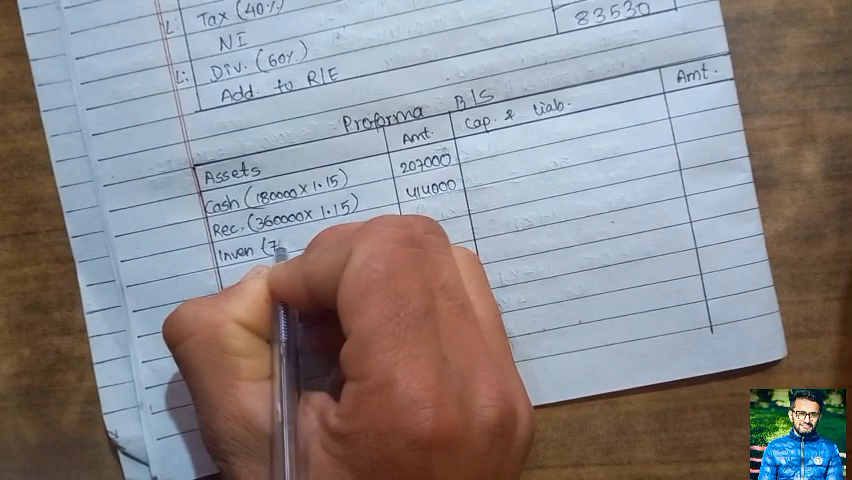 L: Tax (40%)
NI
L: Div. (60%)
Add. to R/E 83530
Proforma B/S
Assets Amt. Cap. & Liab. Amt.
Cash (180000 x 1.15) 207000
Rec. (360000 x 1.15) 414000
Inven (7